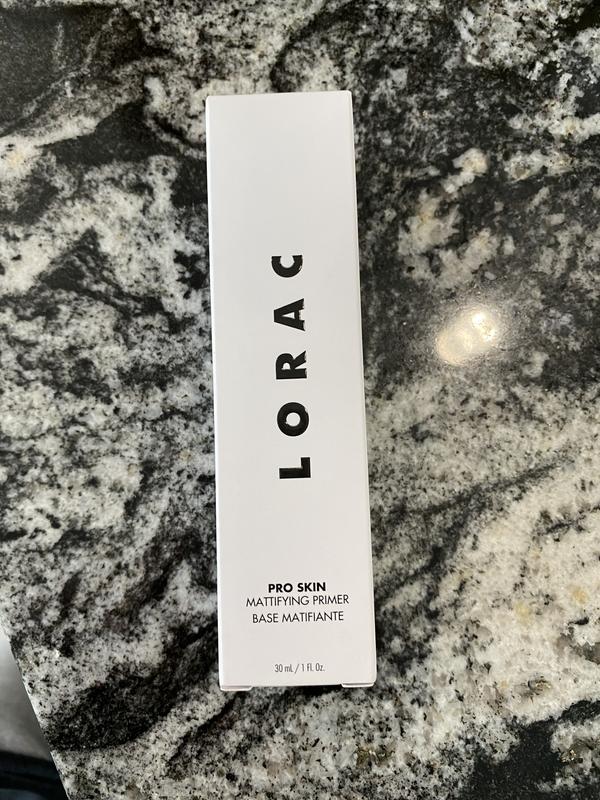 LORAC
PRO SKIN
MATTIFYING PRIMER
BASE MATIFIANTE
30 mL / 1 Fl. Oz.